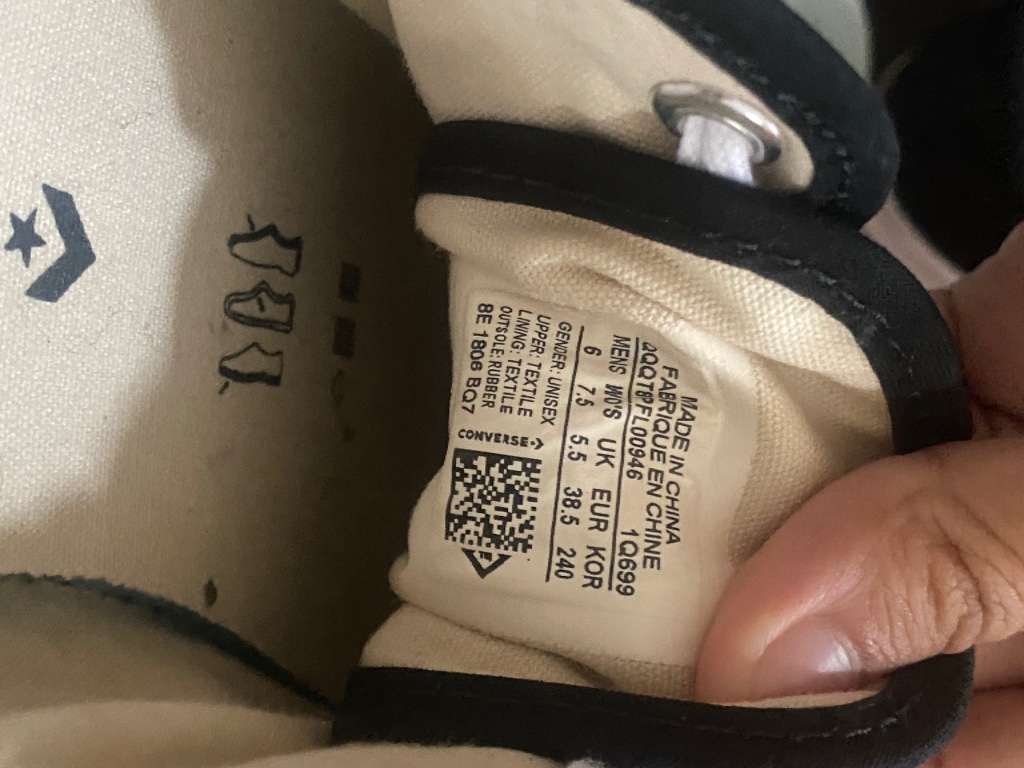 MADE IN CHINA
FABRIQUE EN CHINE
QQQT8PFL00946 1Q699
MENS WO'S UK EUR KOR
6 7.5 5.5 38.5 240
GENDER: UNISEX
UPPER: TEXTILE
LINING: TEXTILE
OUTSOLE: RUBBER
8E 1806 BQ7
CONVERSE